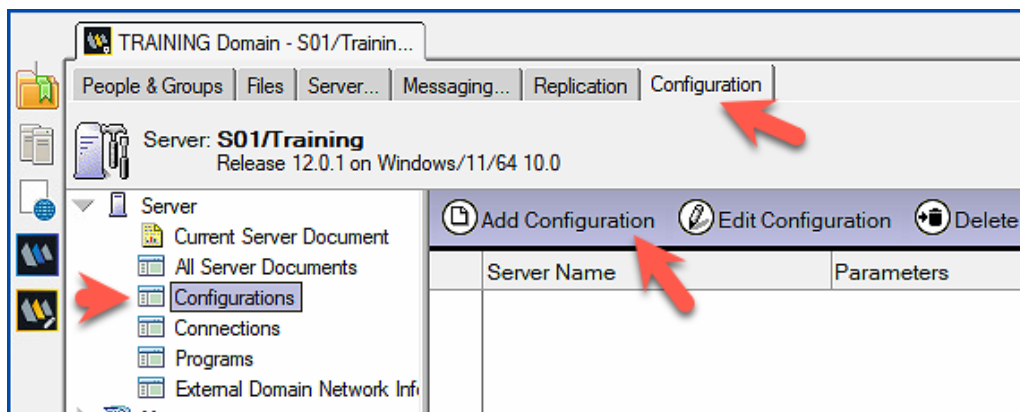 TRAINING Domain - S01/Trainin...
People & Groups Files Server... Messaging... Replication Configuration
Server: S01/Training
Release 12.0.1 on Windows/11/64 10.0
Server
Current Server Document
All Server Documents
Configurations
Connections
Programs
External Domain Network Inf
Add Configuration Edit Configuration Delete
Server Name Parameters